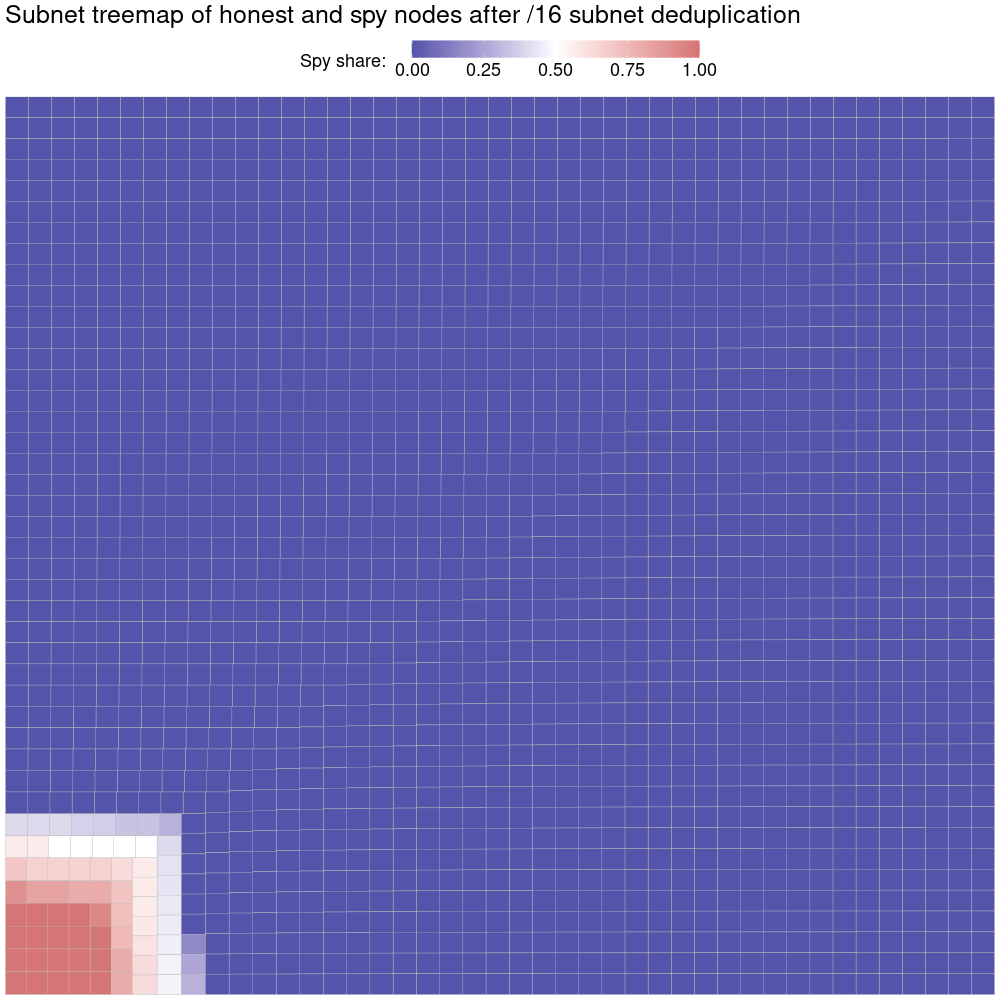 Subnet treemap of honest and spy nodes after /16 subnet deduplication
Spy share: 0.00 0.25 0.50 0.75 1.00